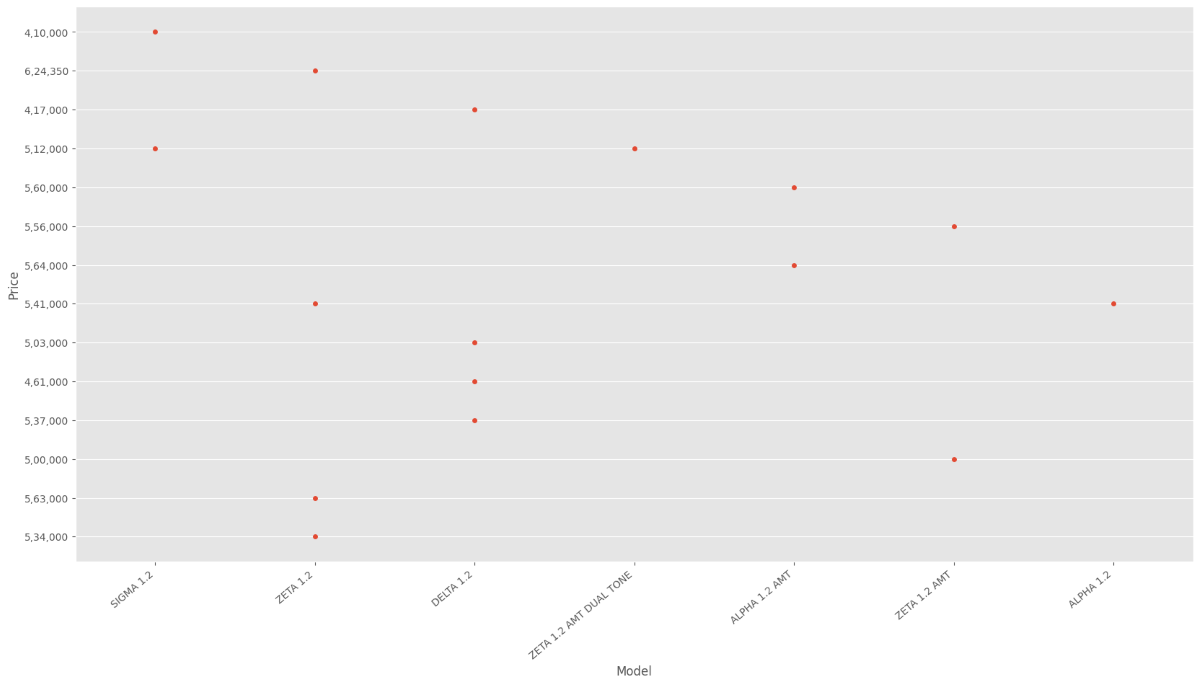 4,10,000
6,24,350
4,17,000
5,12,000
5,60,000
5,56,000
5,64,000
5,41,000
5,03,000
4,61,000
5,37,000
5,00,000
5,63,000
5,34,000
Price
SIGMA 1.2
ZETA 1.2
DELTA 1.2
ZETA 1.2 AMT DUAL TONE
ALPHA 1.2 AMT
ZETA 1.2 AMT
ALPHA 1.2
Model